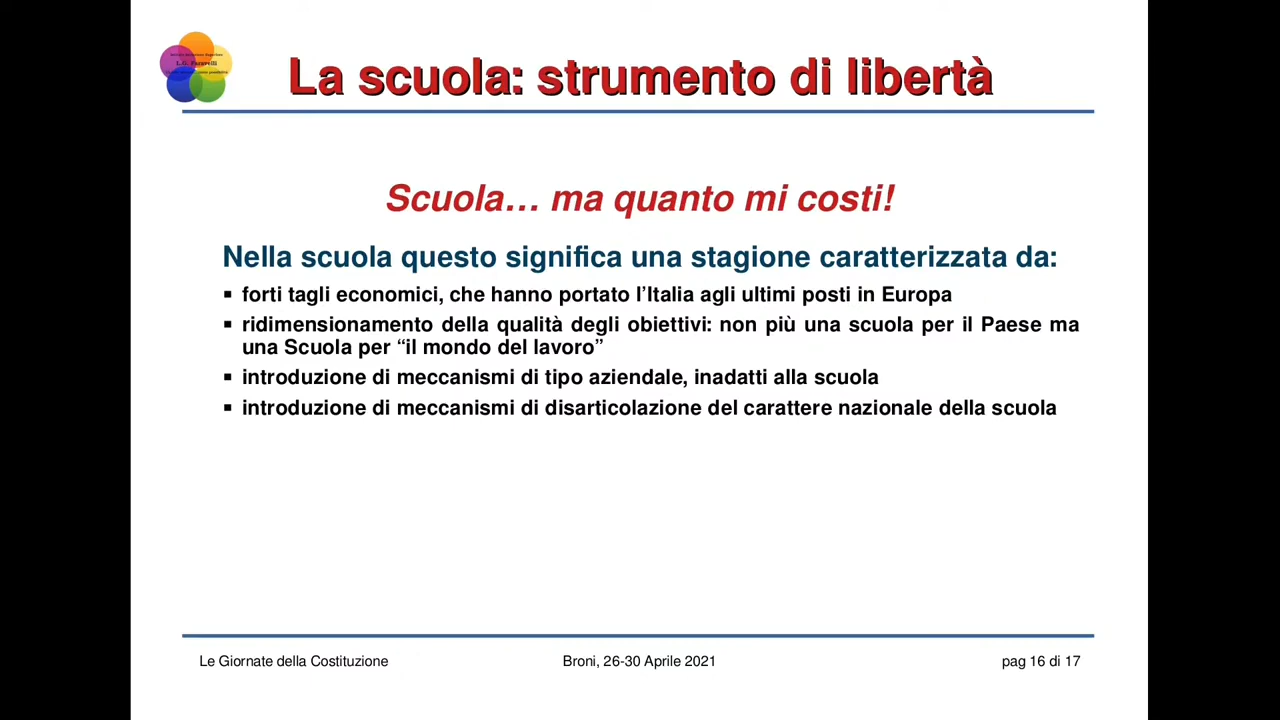 La scuola: strumento di libertà
Scuola… ma quanto mi costi!
Nella scuola questo significa una stagione caratterizzata da:
▪ forti tagli economici, che hanno portato l’Italia agli ultimi posti in Europa
▪ ridimensionamento della qualità degli obiettivi: non più una scuola per il Paese ma
una Scuola per “il mondo del lavoro”
▪ introduzione di meccanismi di tipo aziendale, inadatti alla scuola
▪ introduzione di meccanismi di disarticolazione del carattere nazionale della scuola
Le Giornate della Costituzione
Broni, 26-30 Aprile 2021
pag 16 di 17